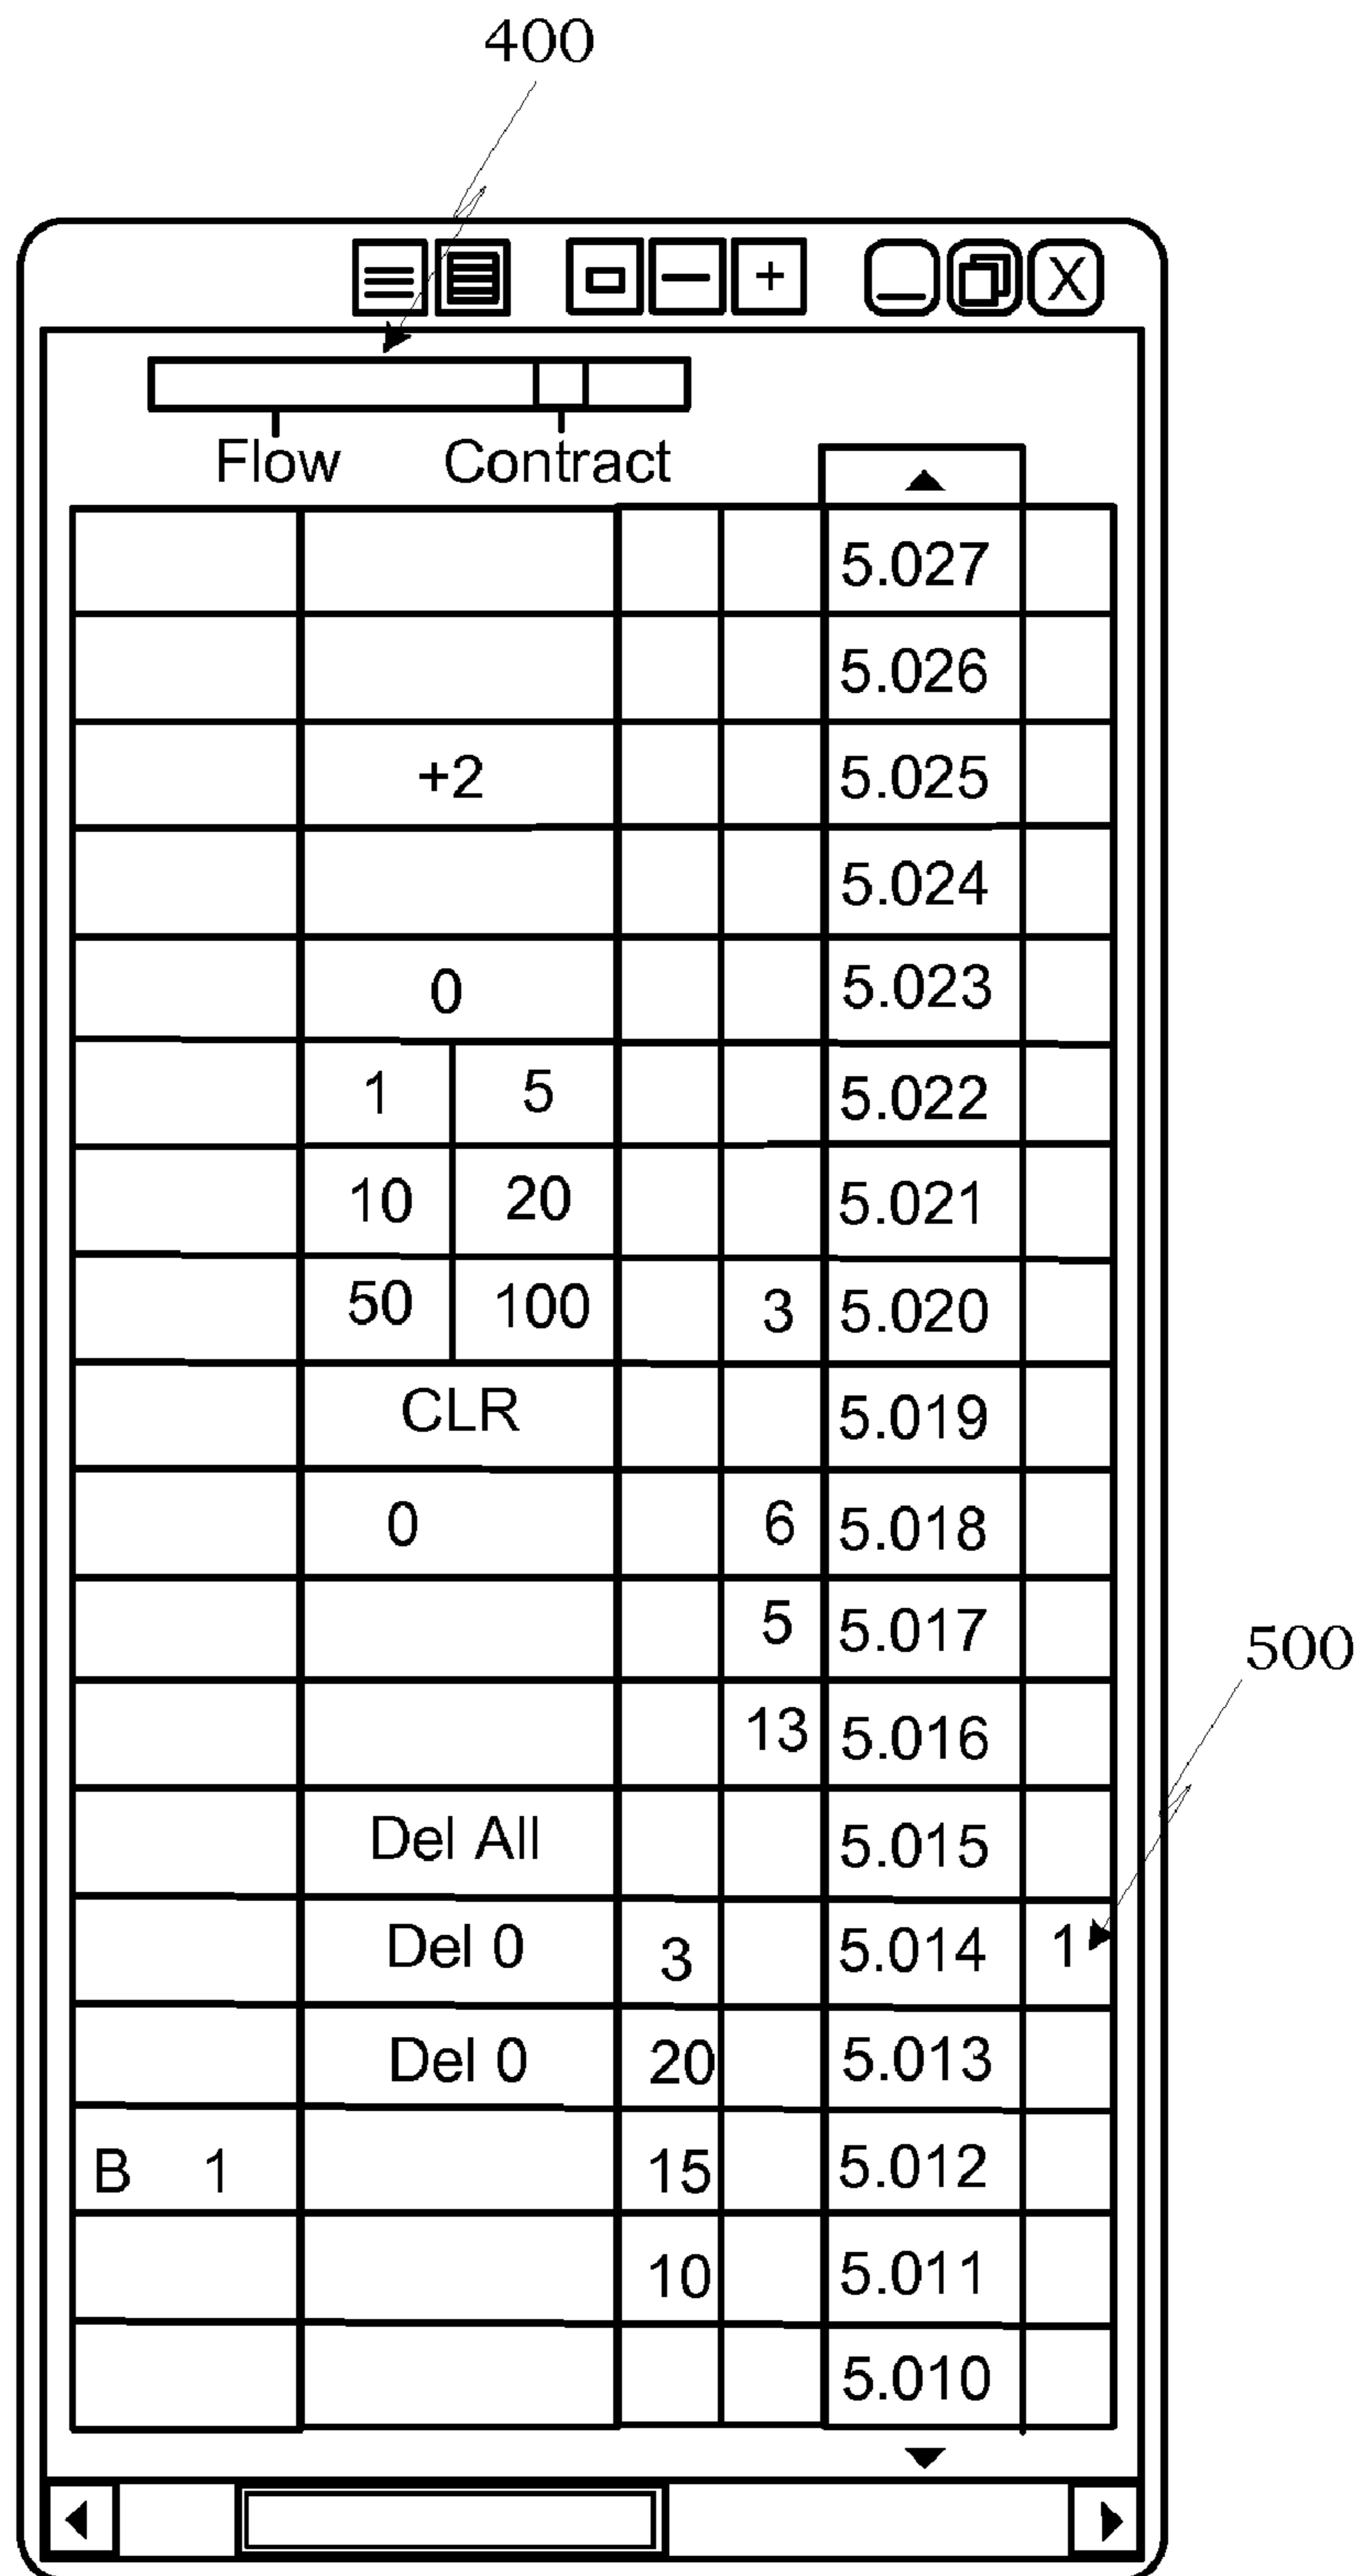 400
— + X
Flow Contract
5.027
5.026
+2 5.025
5.024
0 5.023
1 5 5.022
10 20 5.021
50 100 3 5.020
CLR 5.019
0 6 5.018
5 5.017
500
13 5.016
Del All 5.015
Del 0 3 5.014 1
Del 0 20 5.013
B 1 15 5.012
10 5.011
5.010